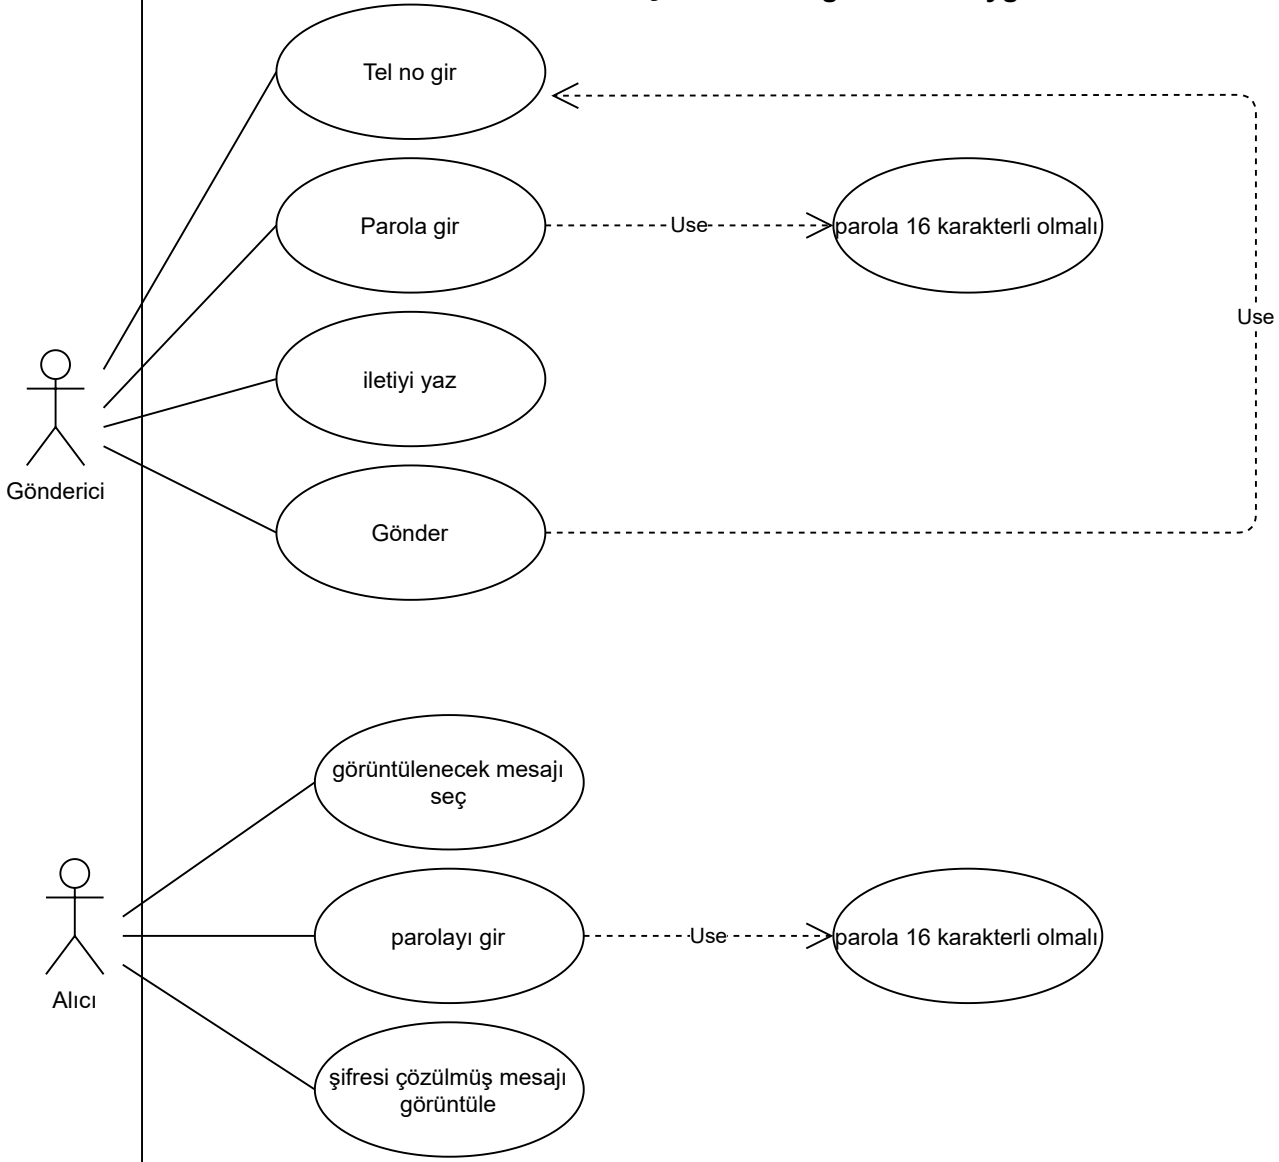 Tel no gir
Parola gir
Use
parola 16 karakterli olmalı
Use
iletiyi yaz
Gönderici
Gönder
görüntülenecek mesajı
seç
parolayı gir
Use
parola 16 karakterli olmalı
Alıcı
şifresi çözülmüş mesajı
görüntüle